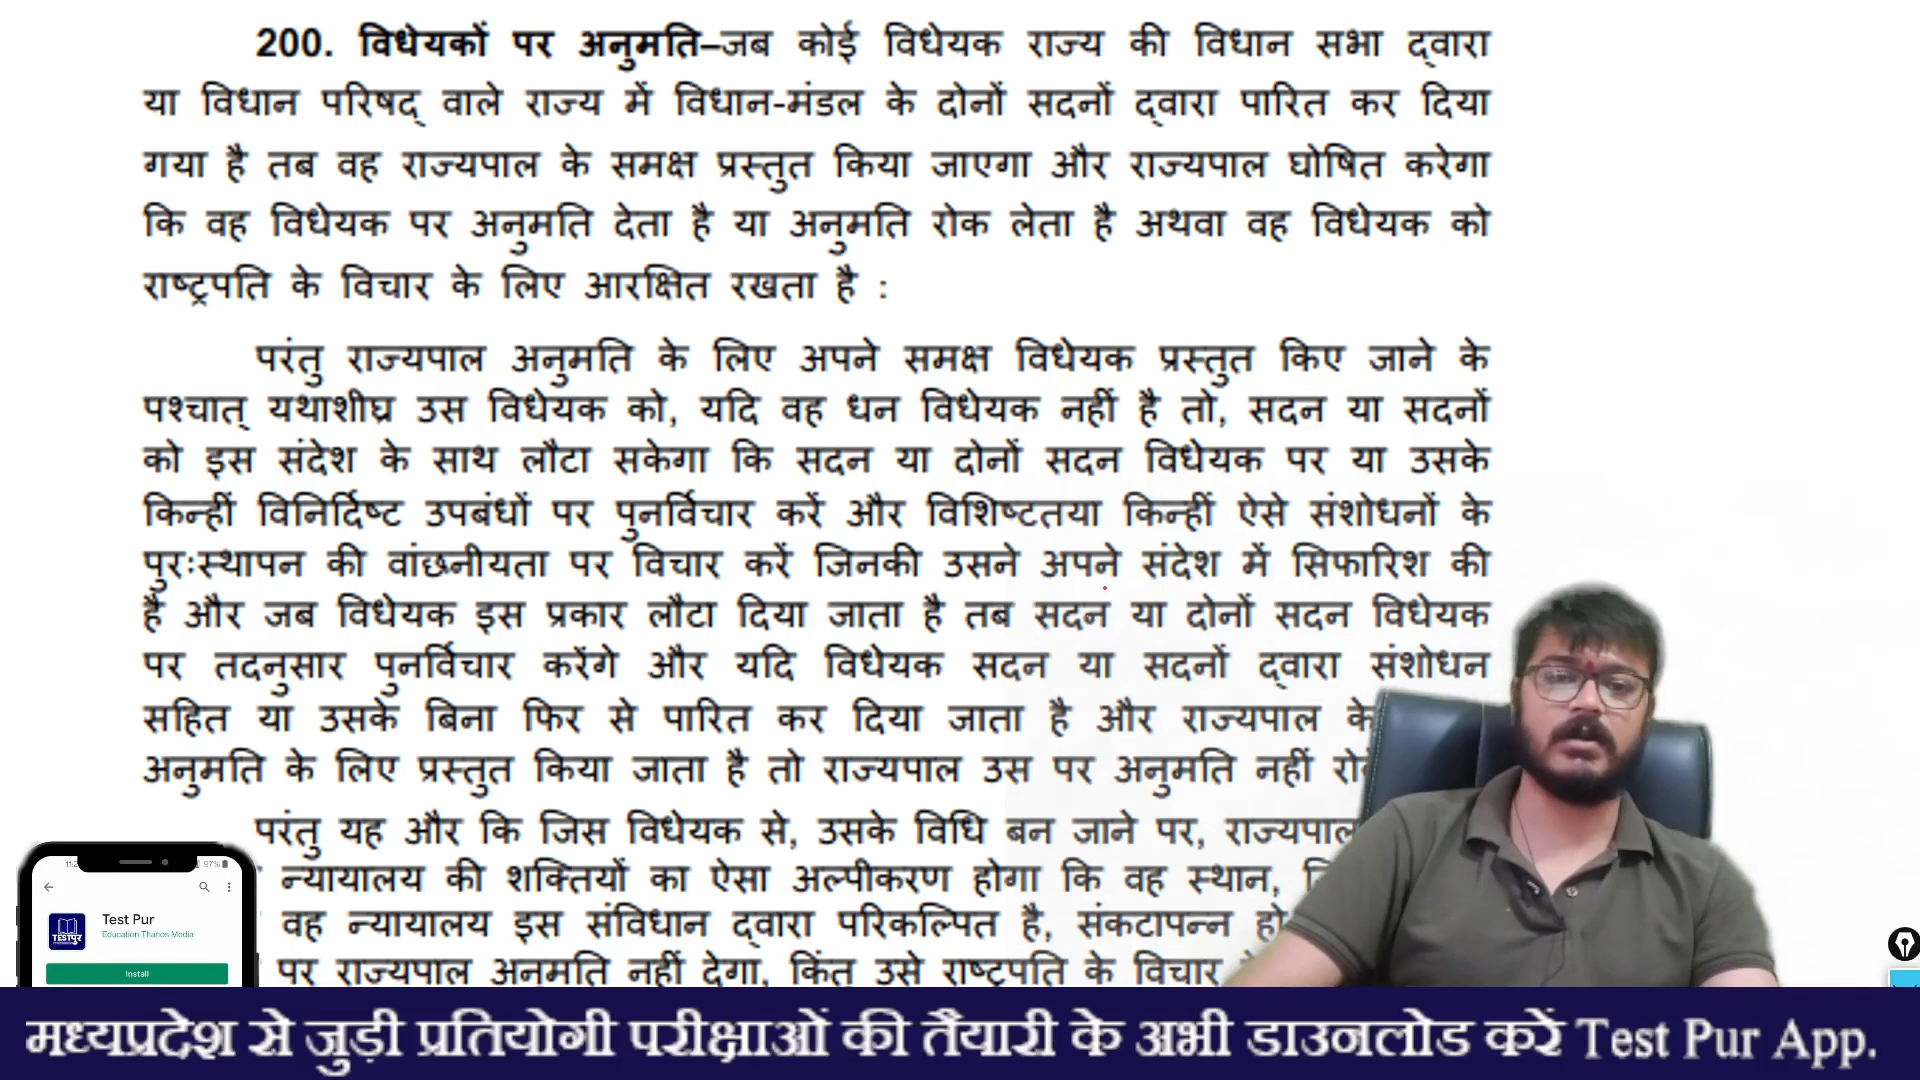 200. विधेयकों पर अनुमति–जब कोई विधेयक राज्य की विधान सभा द्वारा
या विधान परिषद् वाले राज्य में विधान-मंडल के दोनों सदनों द्वारा पारित कर दिया
गया है तब वह राज्यपाल के समक्ष प्रस्तुत किया जाएगा और राज्यपाल घोषित करेगा
कि वह विधेयक पर अनुमति देता है या अनुमति रोक लेता है अथवा वह विधेयक को
राष्ट्रपति के विचार के लिए आरक्षित रखता है :
परंतु राज्यपाल अनुमति के लिए अपने समक्ष विधेयक प्रस्तुत किए जाने के
पश्चात् यथाशीघ्र उस विधेयक को, यदि वह धन विधेयक नहीं है तो, सदन या सदनों
को इस संदेश के साथ लौटा सकेगा कि सदन या दोनों सदन विधेयक पर या उसके
किन्हीं विनिर्दिष्ट उपबंधों पर पुनर्विचार करें और विशिष्टतया किन्हीं ऐसे संशोधनों के
पुरःस्थापन की वांछनीयता पर विचार करें जिनकी उसने अपने संदेश में सिफारिश की
है और जब विधेयक इस प्रकार लौटा दिया जाता है तब सदन या दोनों सदन विधेयक
पर तदनुसार पुनर्विचार करेंगे और यदि विधेयक सदन या सदनों द्वारा संशोधन
सहित या उसके बिना फिर से पारित कर दिया जाता है और राज्यपाल के
अनुमति के लिए प्रस्तुत किया जाता है तो राज्यपाल उस पर अनुमति नहीं
परंतु यह और कि जिस विधेयक से, उसके विधि बन जाने पर, राज्यपाल
न्यायालय की शक्तियों का ऐसा अल्पीकरण होगा कि वह स्थान,
वह न्यायालय इस संविधान द्वारा परिकल्पित है, संकटापन्न
पर राज्यपाल अनुमति नहीं देगा, किंतु उसे राष्ट्रपति के विचार
97%
Test Pur
Education Thanos Media
टेस्टपुर
Install
मध्यप्रदेश से जुड़ी प्रतियोगी परीक्षाओं की तैयारी के अभी डाउनलोड करें Test Pur App.